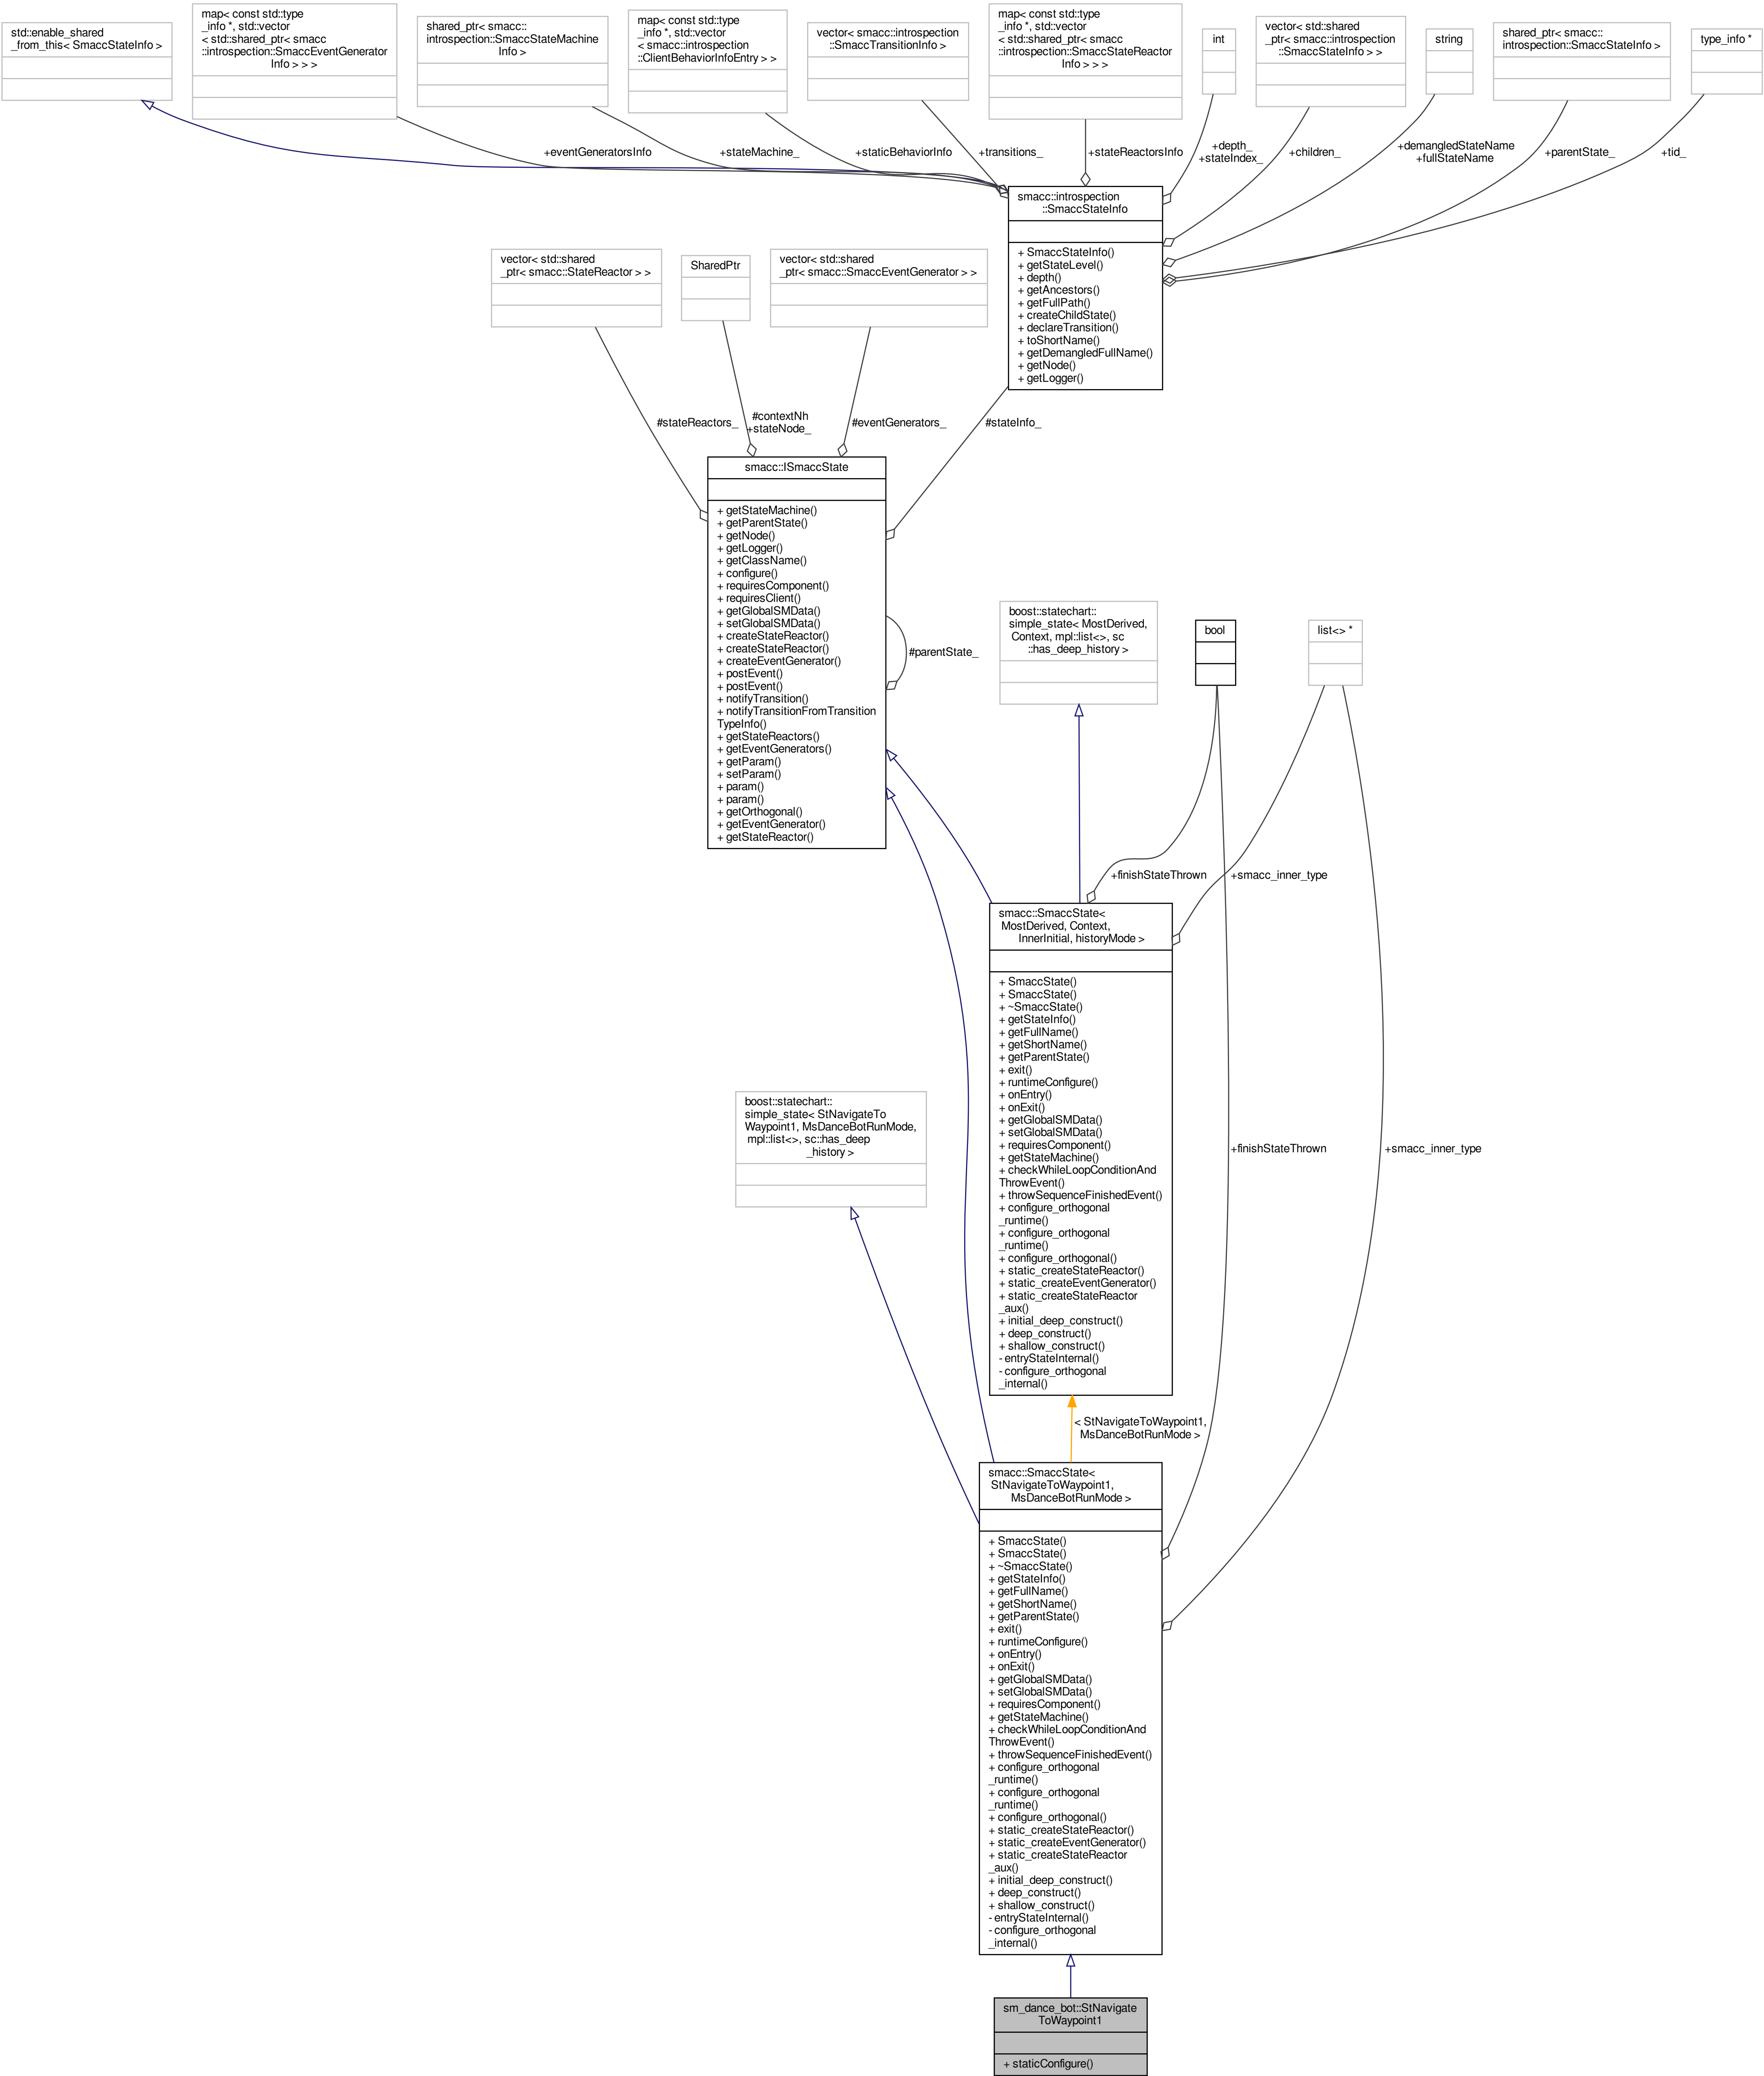 std::enable_shared
_from_this< SmaccStateInfo >
map< const std::type
_info *, std::vector
< std::shared_ptr< smacc
::introspection::SmaccEventGenerator
Info > > >
shared_ptr< smacc::
introspection::SmaccStateMachine
Info >
map< const std::type
_info *, std::vector
< smacc::introspection
::ClientBehaviorInfoEntry > >
vector< smacc::introspection
::SmaccTransitionInfo >
map< const std::type
_info *, std::vector
< std::shared_ptr< smacc
::introspection::SmaccStateReactor
Info > > >
int
vector< std::shared
_ptr< smacc::introspection
::SmaccStateInfo > >
string
shared_ptr< smacc::
introspection::SmaccStateInfo >
type_info *
+eventGeneratorsInfo
+stateMachine_
+staticBehaviorInfo
+transitions_
+stateReactorsInfo
+depth_
+stateIndex_
+children_
+demangledStateName
+fullStateName
+parentState_
+tid_
smacc::introspection
::SmaccStateInfo
+ SmaccStateInfo()
+ getStateLevel()
+ depth()
+ getAncestors()
+ getFullPath()
+ createChildState()
+ declareTransition()
+ toShortName()
+ getDemangledFullName()
+ getNode()
+ getLogger()
vector< std::shared
_ptr< smacc::StateReactor > >
SharedPtr
vector< std::shared
_ptr< smacc::SmaccEventGenerator > >
#stateReactors_
#contextNh
+stateNode_
#eventGenerators_
#stateInfo_
smacc::ISmaccState
+ getStateMachine()
+ getParentState()
+ getNode()
+ getLogger()
+ getClassName()
+ configure()
+ requiresComponent()
+ requiresClient()
+ getGlobalSMData()
+ setGlobalSMData()
+ createStateReactor()
+ createStateReactor()
+ createEventGenerator()
+ postEvent()
+ postEvent()
+ notifyTransition()
+ notifyTransitionFromTransition
TypeInfo()
+ getStateReactors()
+ getEventGenerators()
+ getParam()
+ setParam()
+ param()
+ param()
+ getOrthogonal()
+ getEventGenerator()
+ getStateReactor()
#parentState_
boost::statechart::
simple_state< MostDerived,
Context, mpl::list<>, sc
::has_deep_history >
bool
list<> *
+finishStateThrown
+smacc_inner_type
smacc::SmaccState<
MostDerived, Context,
InnerInitial, historyMode >
+ SmaccState()
+ SmaccState()
+ ~SmaccState()
+ getStateInfo()
+ getFullName()
+ getShortName()
+ getParentState()
+ exit()
+ runtimeConfigure()
+ onEntry()
+ onExit()
+ getGlobalSMData()
+ setGlobalSMData()
+ requiresComponent()
+ getStateMachine()
+ checkWhileLoopConditionAnd
ThrowEvent()
+ throwSequenceFinishedEvent()
+ configure_orthogonal
_runtime()
+ configure_orthogonal
_runtime()
+ configure_orthogonal()
+ static_createStateReactor()
+ static_createEventGenerator()
+ static_createStateReactor
_aux()
+ initial_deep_construct()
+ deep_construct()
+ shallow_construct()
- entryStateInternal()
- configure_orthogonal
_internal()
boost::statechart::
simple_state< StNavigateTo
Waypoint1, MsDanceBotRunMode,
mpl::list<>, sc::has_deep
_history >
+finishStateThrown
+smacc_inner_type
< StNavigateToWaypoint1,
MsDanceBotRunMode >
smacc::SmaccState<
StNavigateToWaypoint1,
MsDanceBotRunMode >
+ SmaccState()
+ SmaccState()
+ ~SmaccState()
+ getStateInfo()
+ getFullName()
+ getShortName()
+ getParentState()
+ exit()
+ runtimeConfigure()
+ onEntry()
+ onExit()
+ getGlobalSMData()
+ setGlobalSMData()
+ requiresComponent()
+ getStateMachine()
+ checkWhileLoopConditionAnd
ThrowEvent()
+ throwSequenceFinishedEvent()
+ configure_orthogonal
_runtime()
+ configure_orthogonal
_runtime()
+ configure_orthogonal()
+ static_createStateReactor()
+ static_createEventGenerator()
+ static_createStateReactor
_aux()
+ initial_deep_construct()
+ deep_construct()
+ shallow_construct()
- entryStateInternal()
- configure_orthogonal
_internal()
sm_dance_bot::StNavigate
ToWaypoint1
+ staticConfigure()